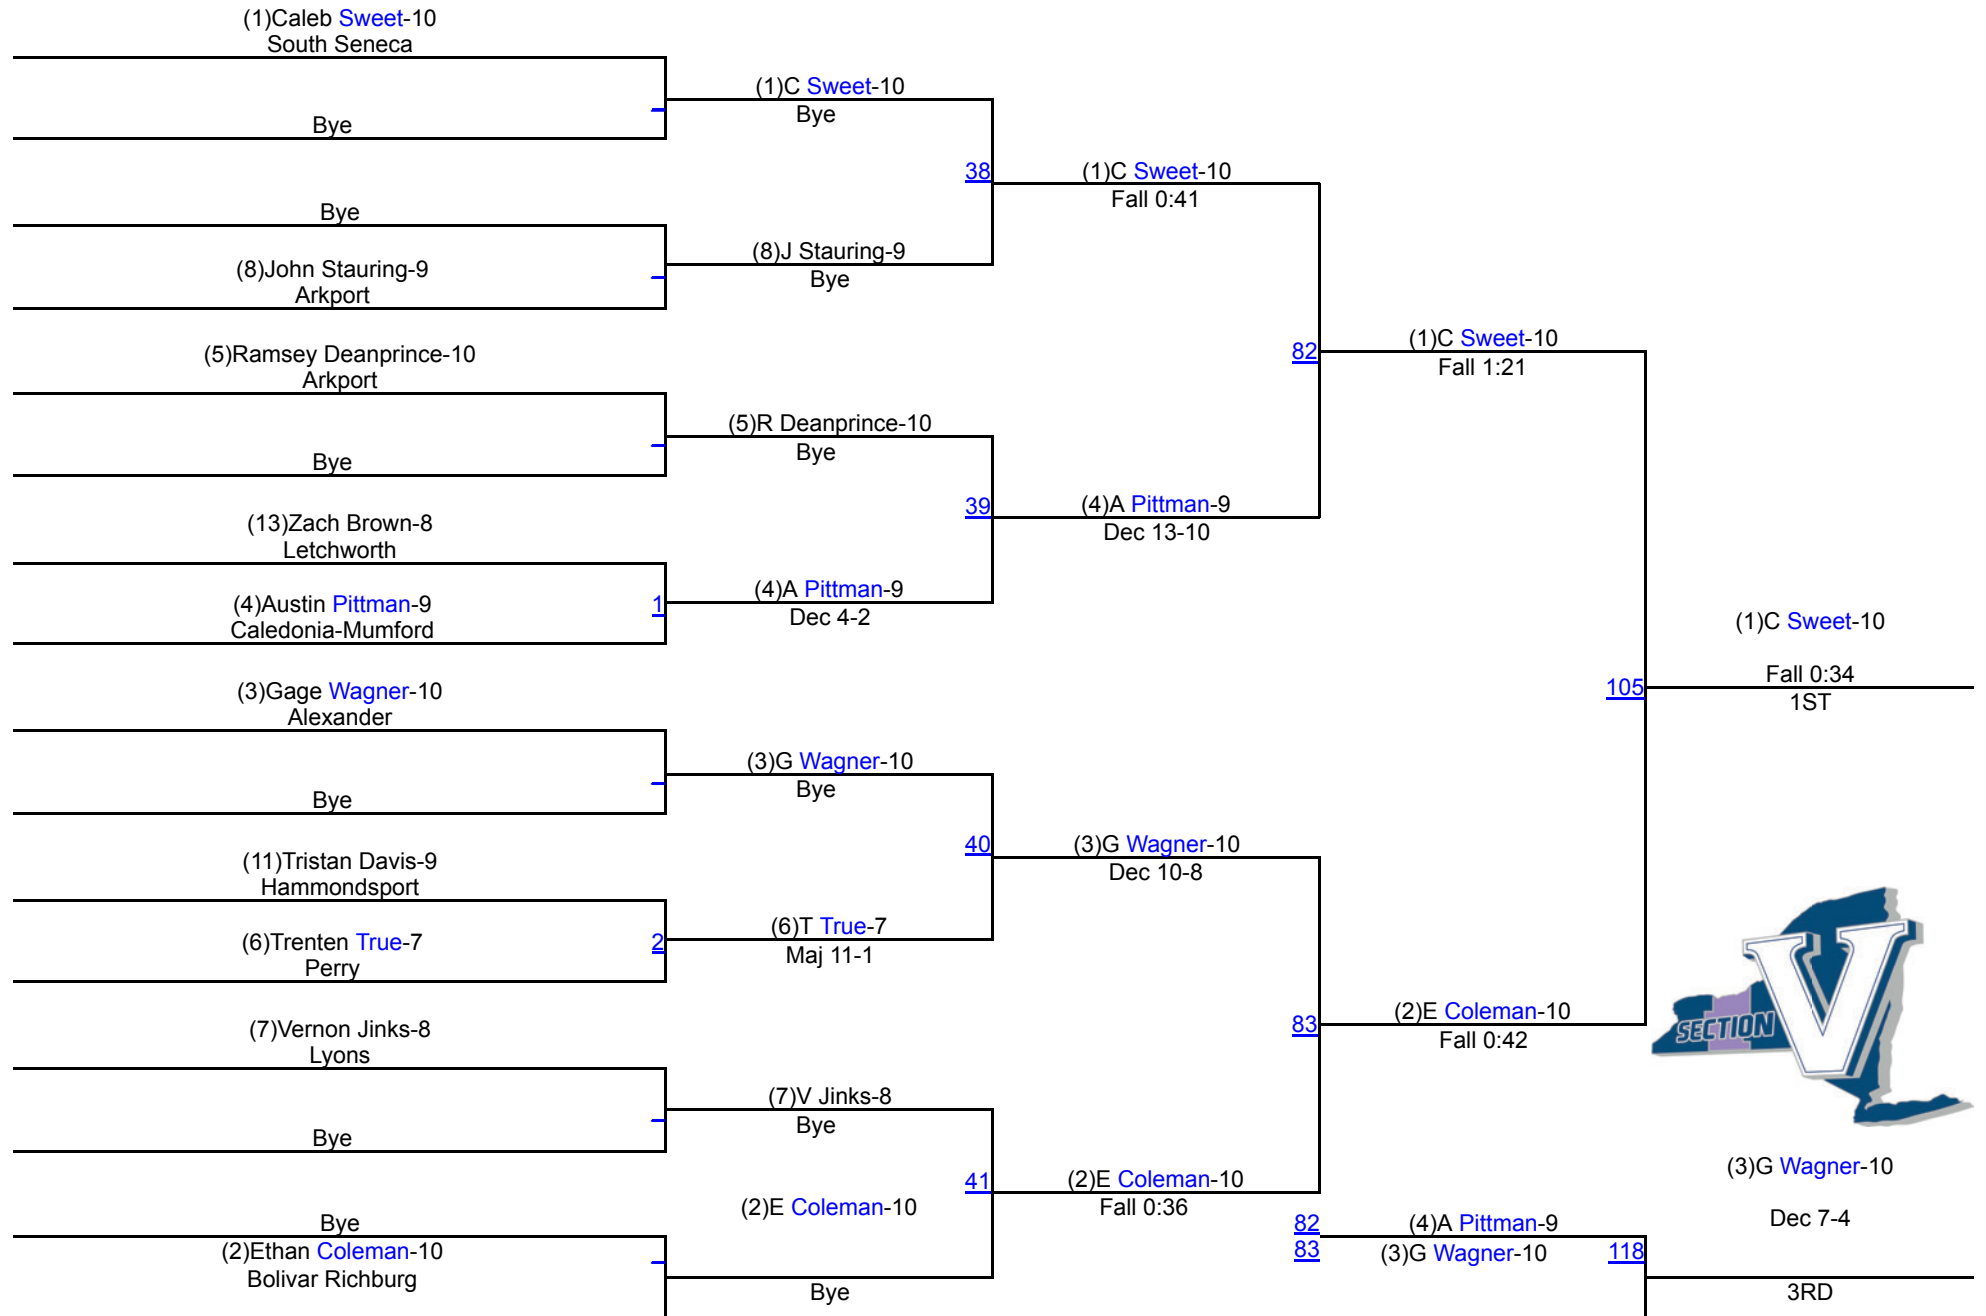 (1)Caleb Sweet-10
South Seneca
Bye
Bye
(8)John Stauring-9
Arkport
(5)Ramsey Deanprince-10
Arkport
Bye
(13)Zach Brown-8
Letchworth
(4)Austin Pittman-9
Caledonia-Mumford
1
(3)Gage Wagner-10
Alexander
Bye
(11)Tristan Davis-9
Hammondsport
(6)Trenten True-7
Perry
2
(7)Vernon Jinks-8
Lyons
Bye
Bye
(2)Ethan Coleman-10
Bolivar Richburg
(1)C Sweet-10
Bye
38
(8)J Stauring-9
Bye
(5)R Deanprince-10
Bye
39
(4)A Pittman-9
Dec 4-2
(3)G Wagner-10
Bye
40
(6)T True-7
Maj 11-1
(7)V Jinks-8
Bye
41
(2)E Coleman-10
Bye
(1)C Sweet-10
Fall 0:41
82
(4)A Pittman-9
Dec 13-10
(3)G Wagner-10
Dec 10-8
83
(2)E Coleman-10
Fall 0:36
(1)C Sweet-10
Fall 1:21
105
(2)E Coleman-10
Fall 0:42
(1)C Sweet-10
Fall 0:34
1ST
SECTION V
82
(4)A Pittman-9
83
(3)G Wagner-10
118
(3)G Wagner-10
Dec 7-4
3RD